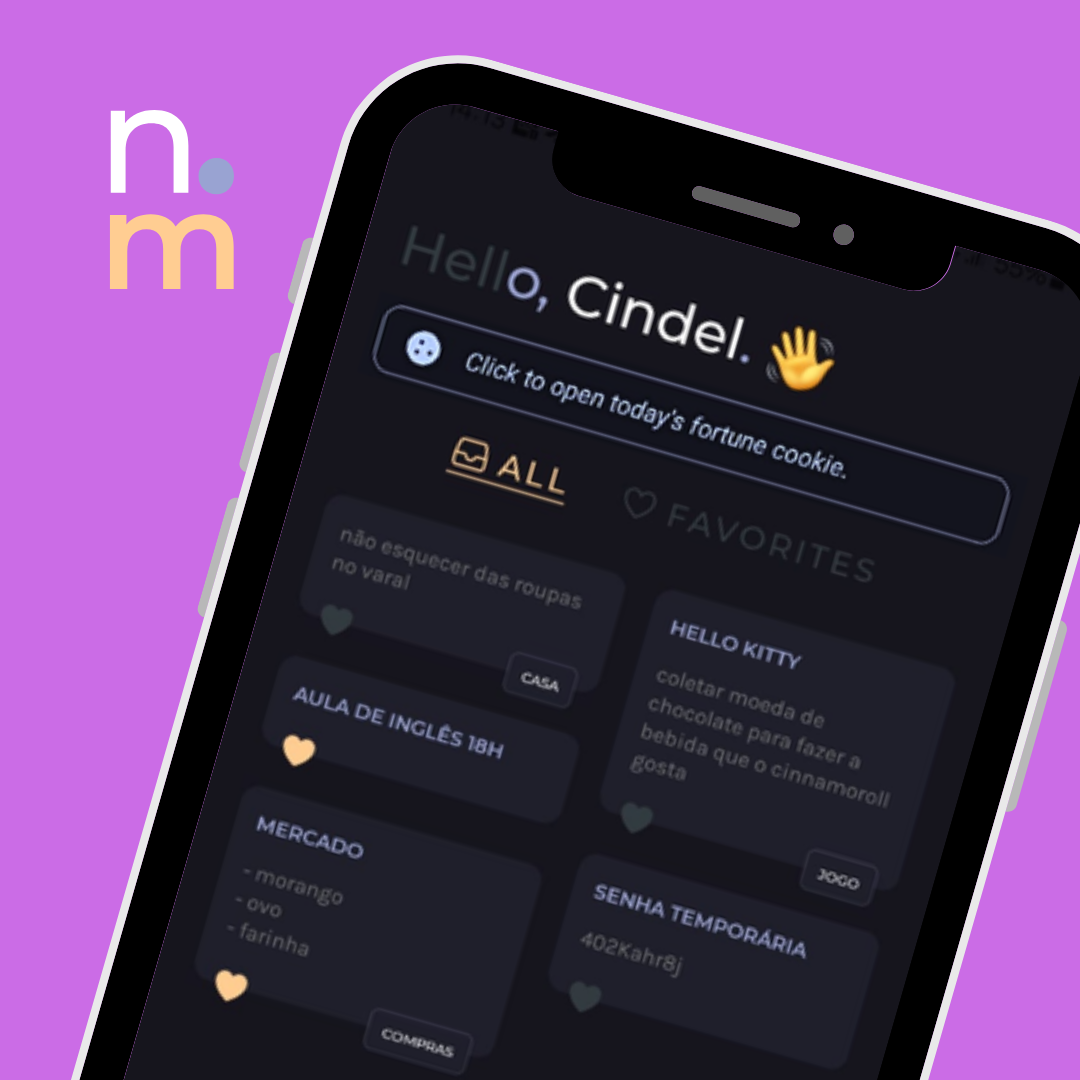 n.
m
Hello, Cindel. 👋
Click to open today's fortune cookie.
ALL
FAVORITES
não esquecer das roupas
no varal
CASA
AULA DE INGLÊS 18H
MERCADO
- morango
- ovo
- farinha
COMPRAS
HELLO KITTY
coletar moeda de
chocolate para fazer a
bebida que o cinnamoroll
gosta
JOGO
SENHA TEMPORÁRIA
402Kahr8j